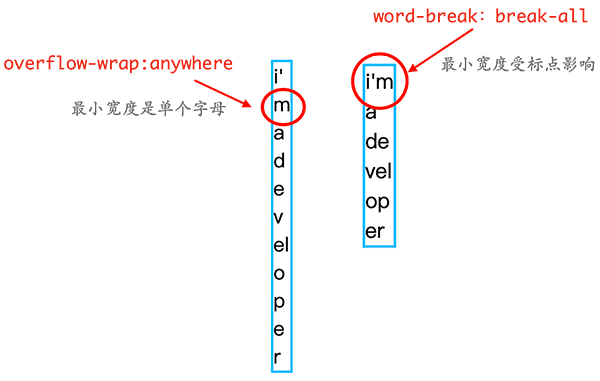 overflow-wrap:anywhere
最小宽度是单个字母
i'
m
a
d
e
v
el
o
p
e
r
word-break: break-all
最小宽度受标点影响
i'm
a
de
vel
op
er